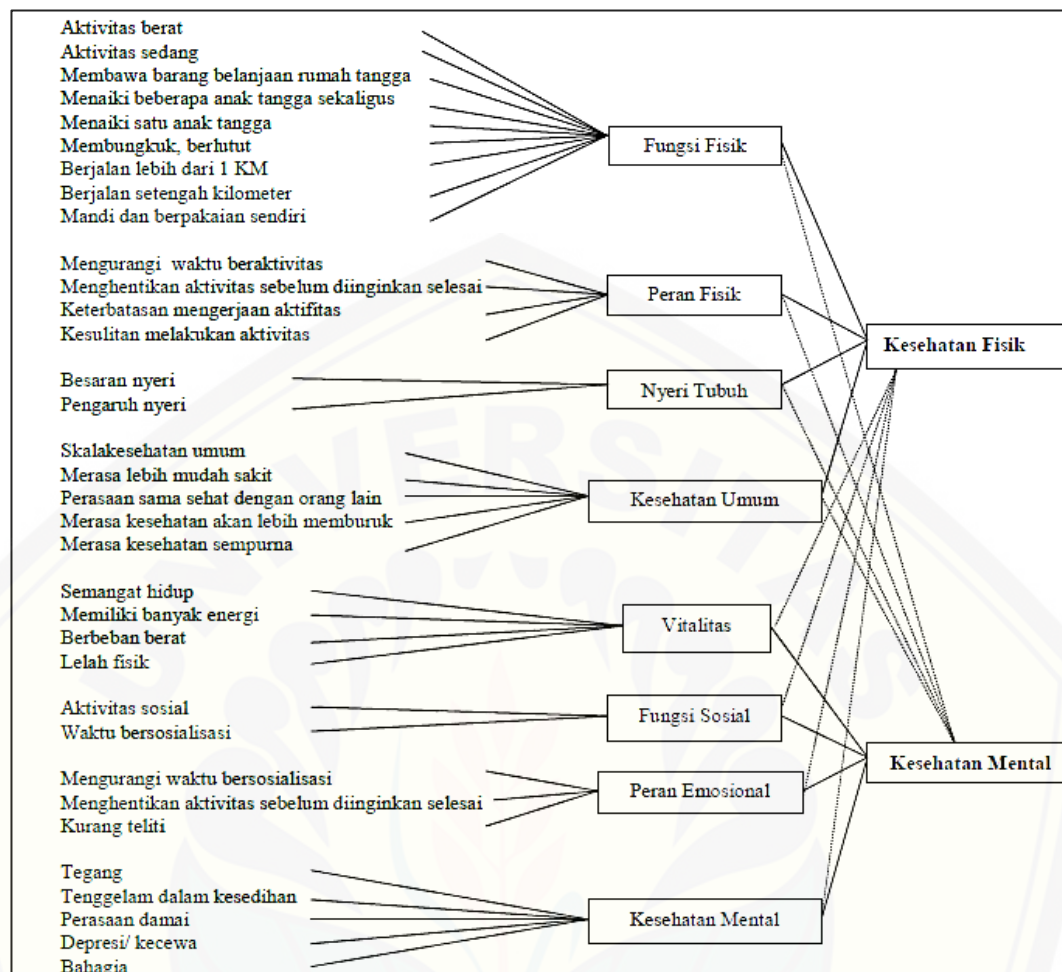 Aktivitas berat
Aktivitas sedang
Membawa barang belanjaan rumah tangga
Menaiki beberapa anak tangga sekaligus
Menaiki satu anak tangga
Membungkuk, berlutut
Berjalan lebih dari 1 KM
Berjalan setengah kilometer
Mandi dan berpakaian sendiri
Fungsi Fisik
Mengurangi waktu beraktivitas
Menghentikan aktivitas sebelum diinginkan selesai
Keterbatasan mengerjaan aktifitas
Kesulitan melakukan aktivitas
Peran Fisik
Kesehatan Fisik
Besaran nyeri
Pengaruh nyeri
Nyeri Tubuh
Skalakesehatan umum
Merasa lebih mudah sakit
Perasaan sama sehat dengan orang lain
Merasa kesehatan akan lebih memburuk
Merasa kesehatan sempurna
Kesehatan Umum
Semangat hidup
Memiliki banyak energi
Berbeban berat
Lelah fisik
Vitalitas
Aktivitas sosial
Waktu bersosialisasi
Fungsi Sosial
Kesehatan Mental
Mengurangi waktu bersosialisasi
Menghentikan aktivitas sebelum diinginkan selesai
Kurang teliti
Peran Emosional
Tegang
Tenggelam dalam kesedihan
Perasaan damai
Depresi/ kecewa
Bahagia
Kesehatan Mental
UNIVERSITAS